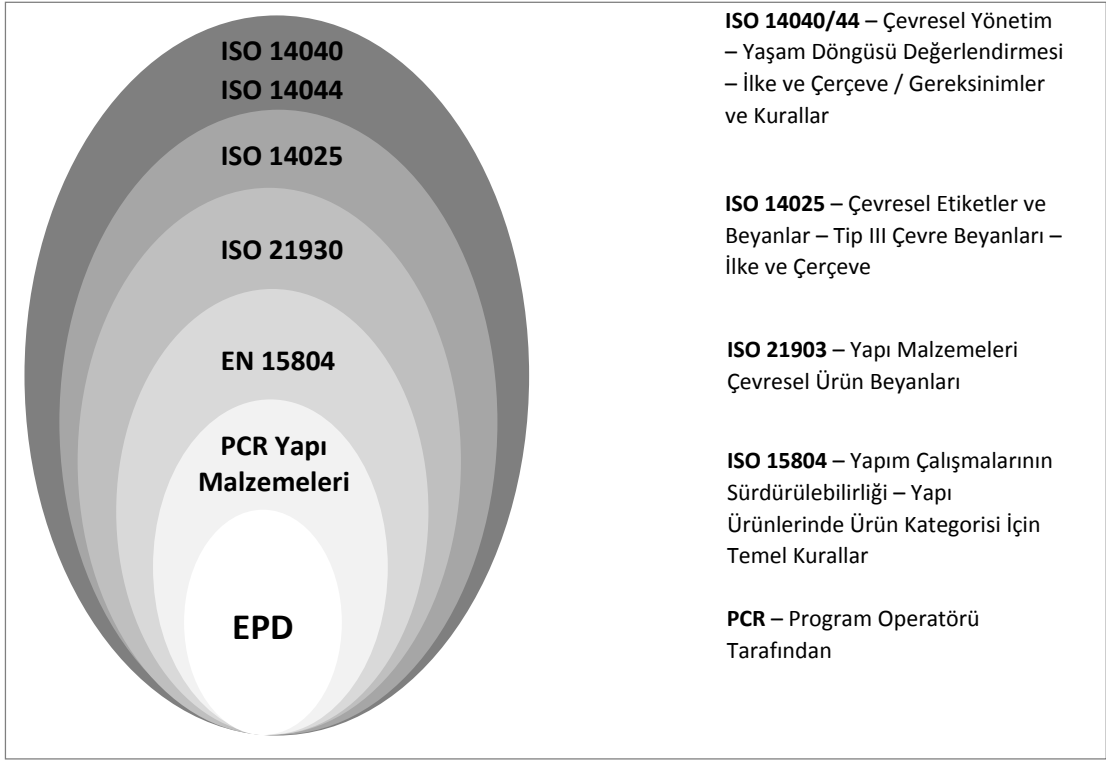 ISO 14040
ISO 14044
ISO 14025
ISO 21930
EN 15804
PCR Yapı
Malzemeleri
EPD
ISO 14040/44 – Çevresel Yönetim
– Yaşam Döngüsü Değerlendirmesi
– İlke ve Çerçeve / Gereksinimler
ve Kurallar
ISO 14025 – Çevresel Etiketler ve
Beyanlar – Tip III Çevre Beyanları –
İlke ve Çerçeve
ISO 21903 – Yapı Malzemeleri
Çevresel Ürün Beyanları
ISO 15804 – Yapım Çalışmalarının
Sürdürülebilirliği – Yapı
Ürünlerinde Ürün Kategorisi İçin
Temel Kurallar
PCR – Program Operatörü
Tarafından